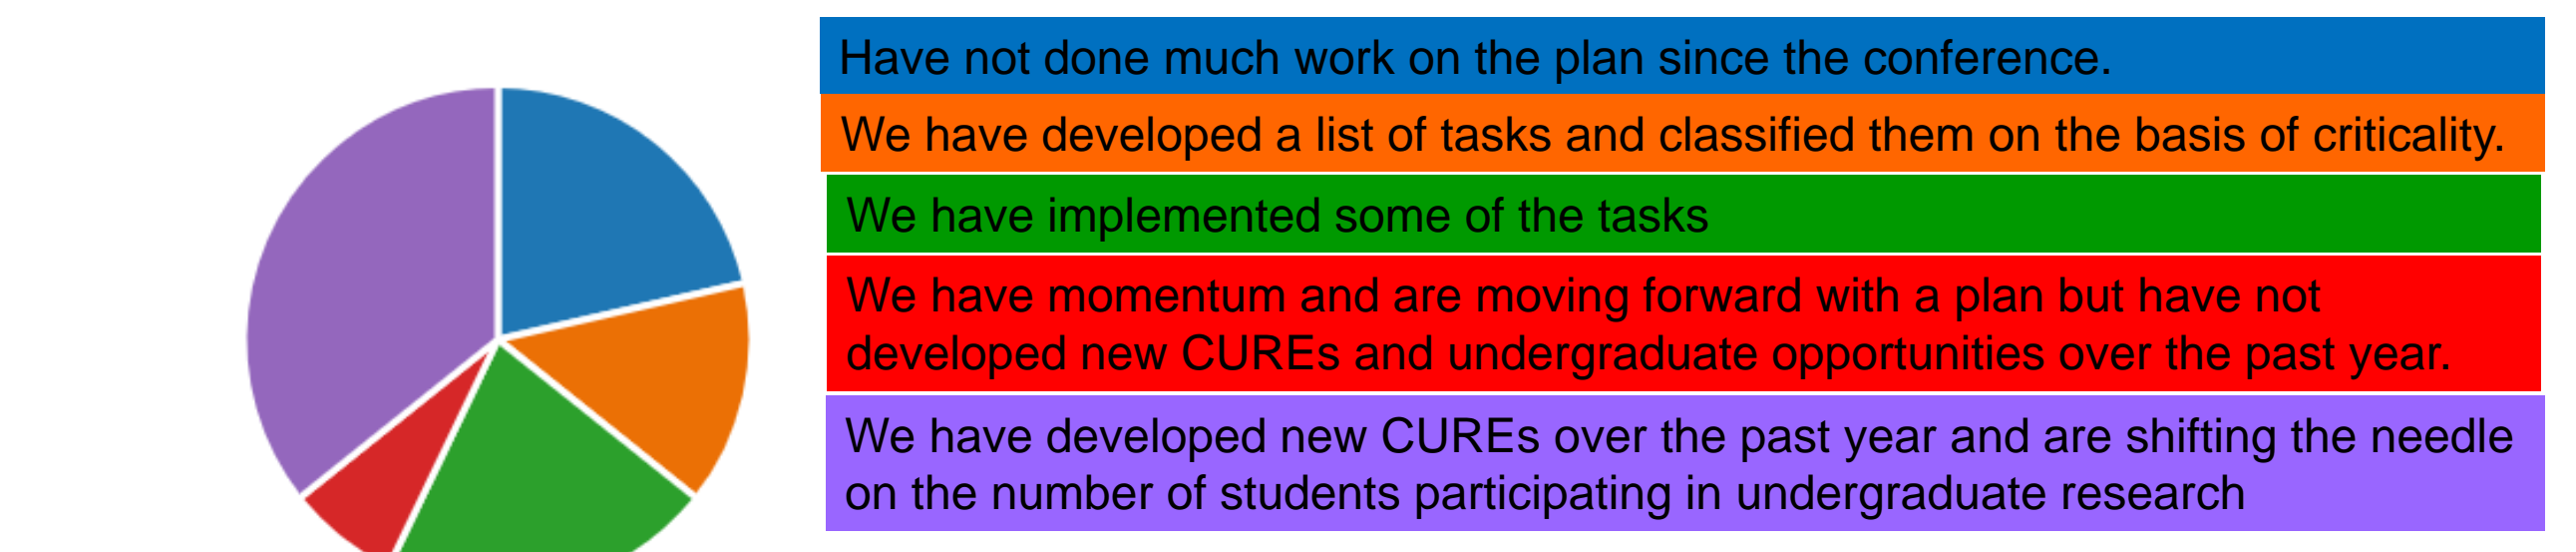 Have not done much work on the plan since the conference.
We have developed a list of tasks and classified them on the basis of criticality.
We have implemented some of the tasks
We have momentum and are moving forward with a plan but have not
developed new CUREs and undergraduate opportunities over the past year.
We have developed new CUREs over the past year and are shifting the needle
on the number of students participating in undergraduate research